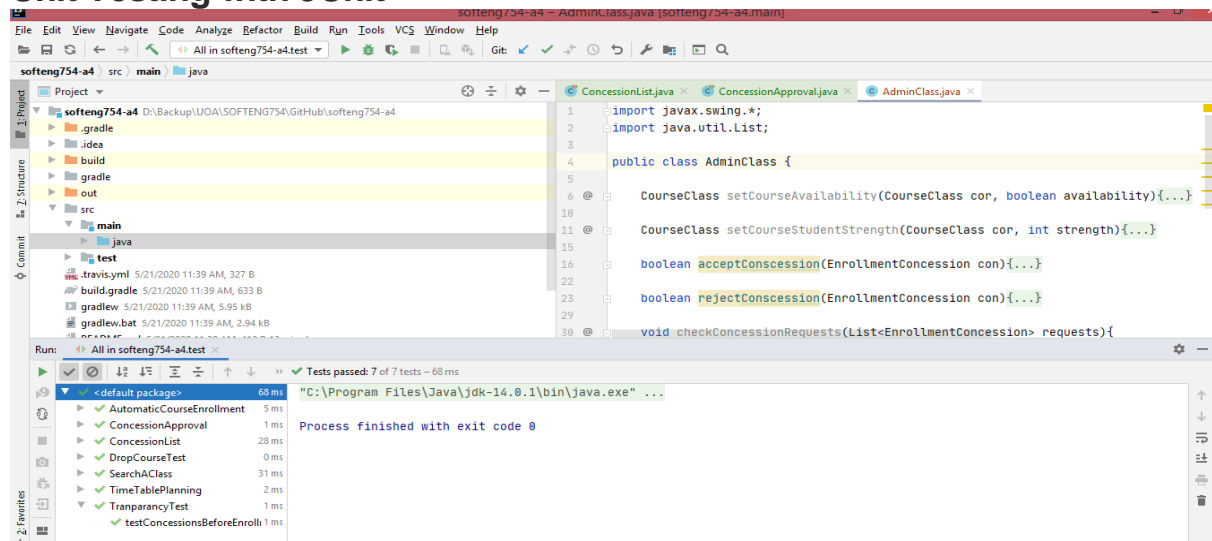 Unit Testing with JUnit
softeng754-a4 – AdminClass.java [softeng754-a4.main]
File Edit View Navigate Code Analyze Refactor Build Run Tools VCS Window Help
All in softeng754-a4.test Git:
softeng754-a4 src main java
1: Project
Project
ConcessionList.java ConcessionApproval.java AdminClass.java
softeng754-a4 D:\Backup\UOA\SOFTENG754\GitHub\softeng754-a4
.gradle
.idea
build
gradle
out
src
main
java
test
.travis.yml 5/21/2020 11:39 AM, 327 B
build.gradle 5/21/2020 11:39 AM, 633 B
gradlew 5/21/2020 11:39 AM, 5.95 kB
gradlew.bat 5/21/2020 11:39 AM, 2.94 kB
Z: Structure
Commit
1 import javax.swing.*;
2 import java.util.List;
3
4 public class AdminClass {
5
6 @ CourseClass setCourseAvailability(CourseClass cor, boolean availability){...}
10
11 @ CourseClass setCourseStudentStrength(CourseClass cor, int strength){...}
15
16 boolean acceptConscession(EnrollmentConcession con){...}
22
23 boolean rejectConscession(EnrollmentConcession con){...}
29
30 @ void checkConcessionRequests(List<EnrollmentConcession> requests){
Run: All in softeng754-a4.test
Tests passed: 7 of 7 tests – 68 ms
<default package> 68 ms
AutomaticCourseEnrollment 5 ms
ConcessionApproval 1 ms
ConcessionList 28 ms
DropCourseTest 0 ms
SearchAClass 31 ms
TimeTablePlanning 2 ms
TranparancyTest 1 ms
testConcessionsBeforeEnrolli 1 ms
"C:\Program Files\Java\jdk-14.0.1\bin\java.exe" ...
Process finished with exit code 0
2: Favorites